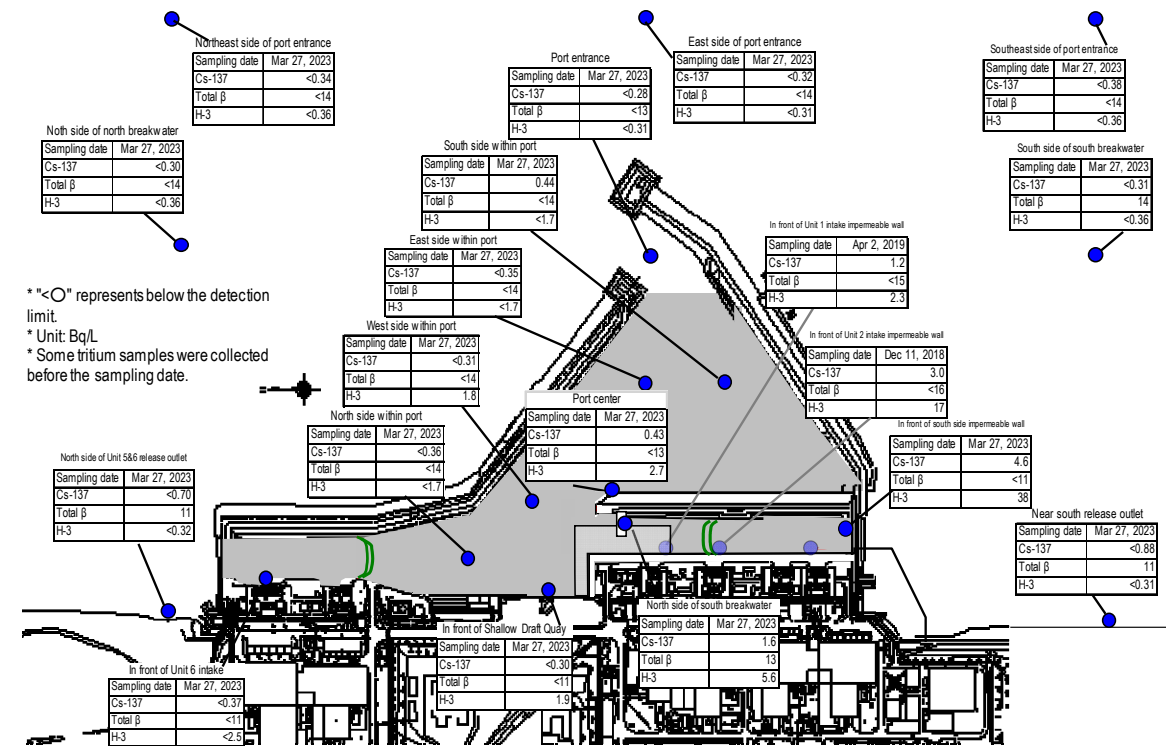 Northeast side of port entrance
Sampling date Mar 27, 2023
Cs-137 <0.34
Total β <14
H-3 <0.36
East side of port entrance
Sampling date Mar 27, 2023
Cs-137 <0.32
Total β <14
H-3 <0.31
Southeast side of port entrance
Sampling date Mar 27, 2023
Cs-137 <0.38
Total β <14
H-3 <0.36
Port entrance
Sampling date Mar 27, 2023
Cs-137 <0.28
Total β <13
H-3 <0.31
Noth side of north breakwater
Sampling date Mar 27, 2023
Cs-137 <0.30
Total β <14
H-3 <0.36
South side within port
Sampling date Mar 27, 2023
Cs-137 0.44
Total β <14
H-3 <1.7
South side of south breakwater
Sampling date Mar 27, 2023
Cs-137 <0.31
Total β 14
H-3 <0.36
In front of Unit 1 intake impermeable wall
Sampling date Apr 2, 2019
Cs-137 1.2
Total β <15
H-3 2.3
East side within port
Sampling date Mar 27, 2023
Cs-137 <0.35
Total β <14
H-3 <1.7
* "<○" represents below the detection
limit.
* Unit: Bq/L
* Some tritium samples were collected
before the sampling date.
West side within port
Sampling date Mar 27, 2023
Cs-137 <0.31
Total β <14
H-3 1.8
In front of Unit 2 intake impermeable wall
Sampling date Dec 11, 2018
Cs-137 3.0
Total β <16
H-3 17
Port center
Sampling date Mar 27, 2023
Cs-137 0.43
Total β <13
H-3 2.7
North side within port
Sampling date Mar 27, 2023
Cs-137 <0.36
Total β <14
H-3 <1.7
In front of south side impermeable wall
Sampling date Mar 27, 2023
Cs-137 4.6
Total β <11
H-3 38
North side of Unit 5&6 release outlet
Sampling date Mar 27, 2023
Cs-137 <0.70
Total β 11
H-3 <0.32
Near south release outlet
Sampling date Mar 27, 2023
Cs-137 <0.88
Total β 11
H-3 <0.31
North side of south breakwater
Sampling date Mar 27, 2023
Cs-137 1.6
Total β 13
H-3 5.6
In front of Shallow Draft Quay
Sampling date Mar 27, 2023
Cs-137 <0.30
Total β <11
H-3 1.9
In front of Unit 6 intake
Sampling date Mar 27, 2023
Cs-137 <0.37
Total β <11
H-3 <2.5